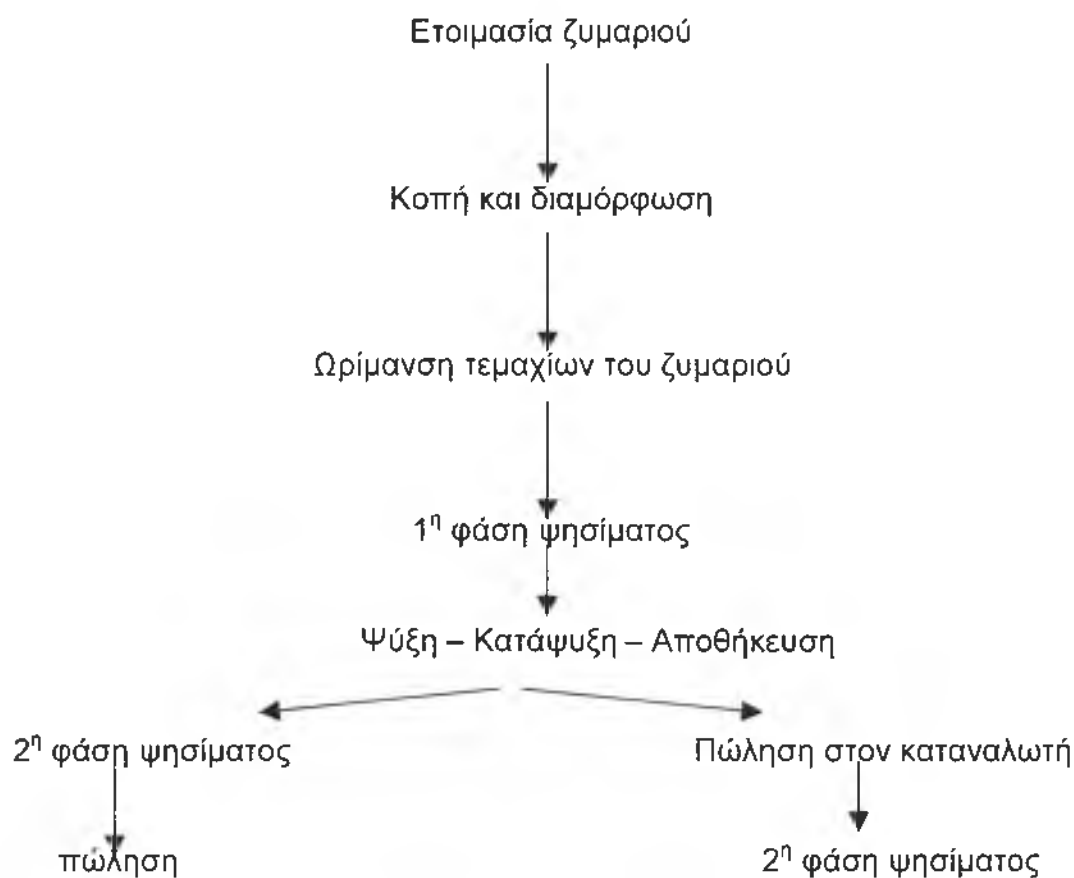 Ετοιμασία ζυμαριού
Κοπή και διαμόρφωση
Ωρίμανση τεμαχίων του ζυμαριού
1η φάση ψησίματος
Ψύξη – Κατάψυξη – Αποθήκευση
2η φάση ψησίματος Πώληση στον καταναλωτή
πώληση 2η φάση ψησίματος